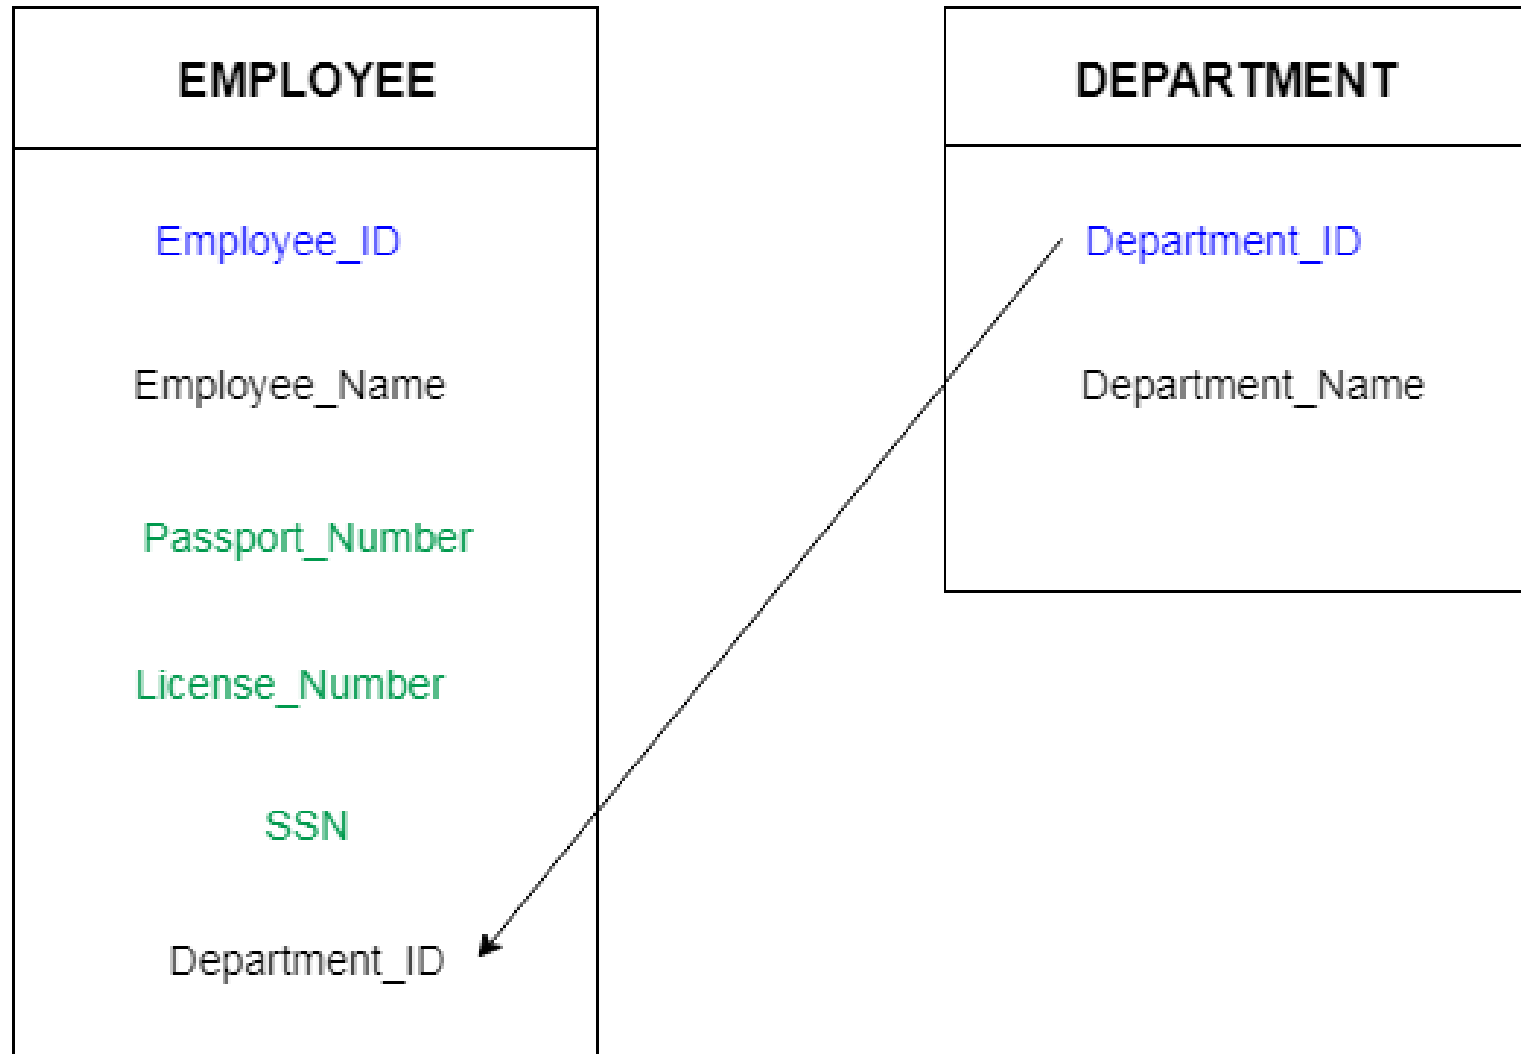 EMPLOYEE
Employee_ID
Employee_Name
Passport_Number
License_Number
SSN
Department_ID
DEPARTMENT
Department_ID
Department_Name